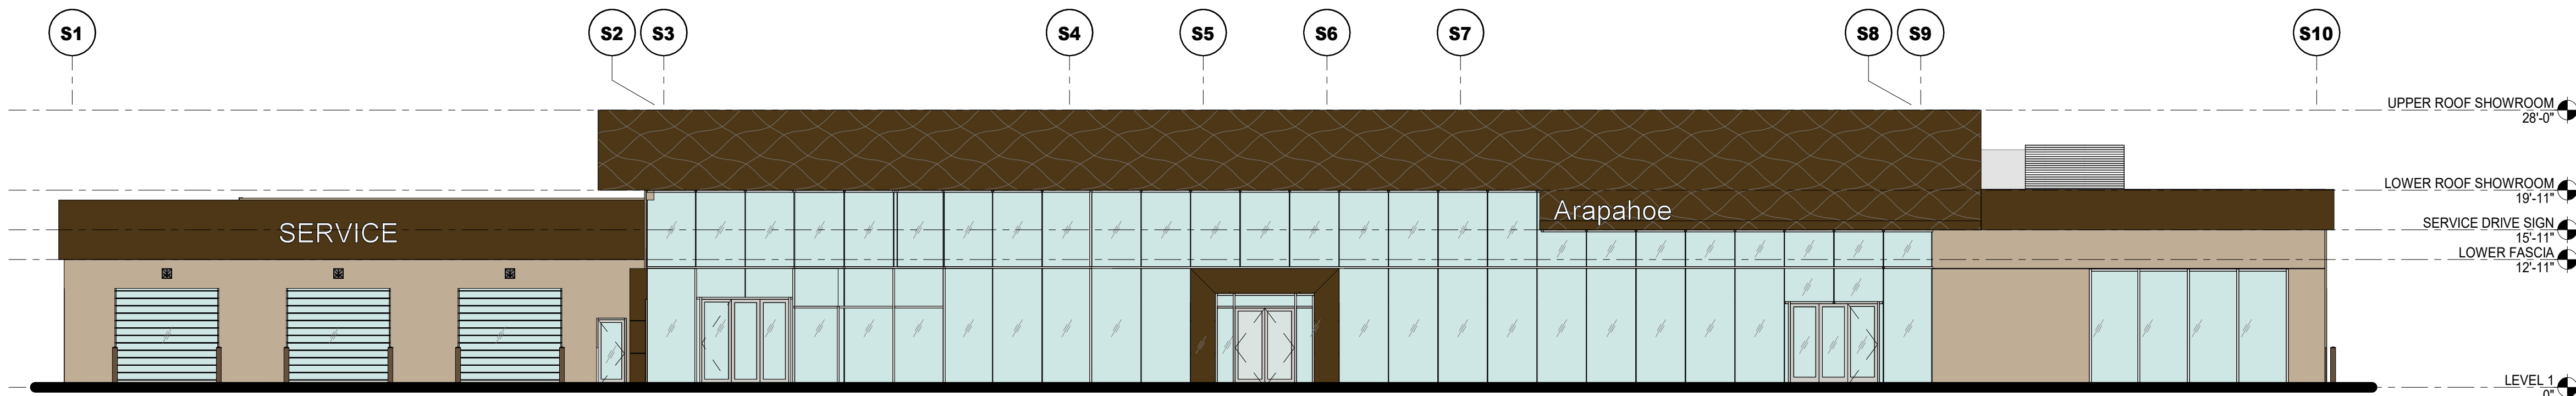 S1
S2
S3
S4
S5
S6
S7
S8
S9
S10
UPPER ROOF SHOWROOM
28'-0"
LOWER ROOF SHOWROOM
19'-11"
Arapahoe
SERVICE
SERVICE DRIVE SIGN
15'-11"
LOWER FASCIA
12'-11"
LEVEL 1
0"